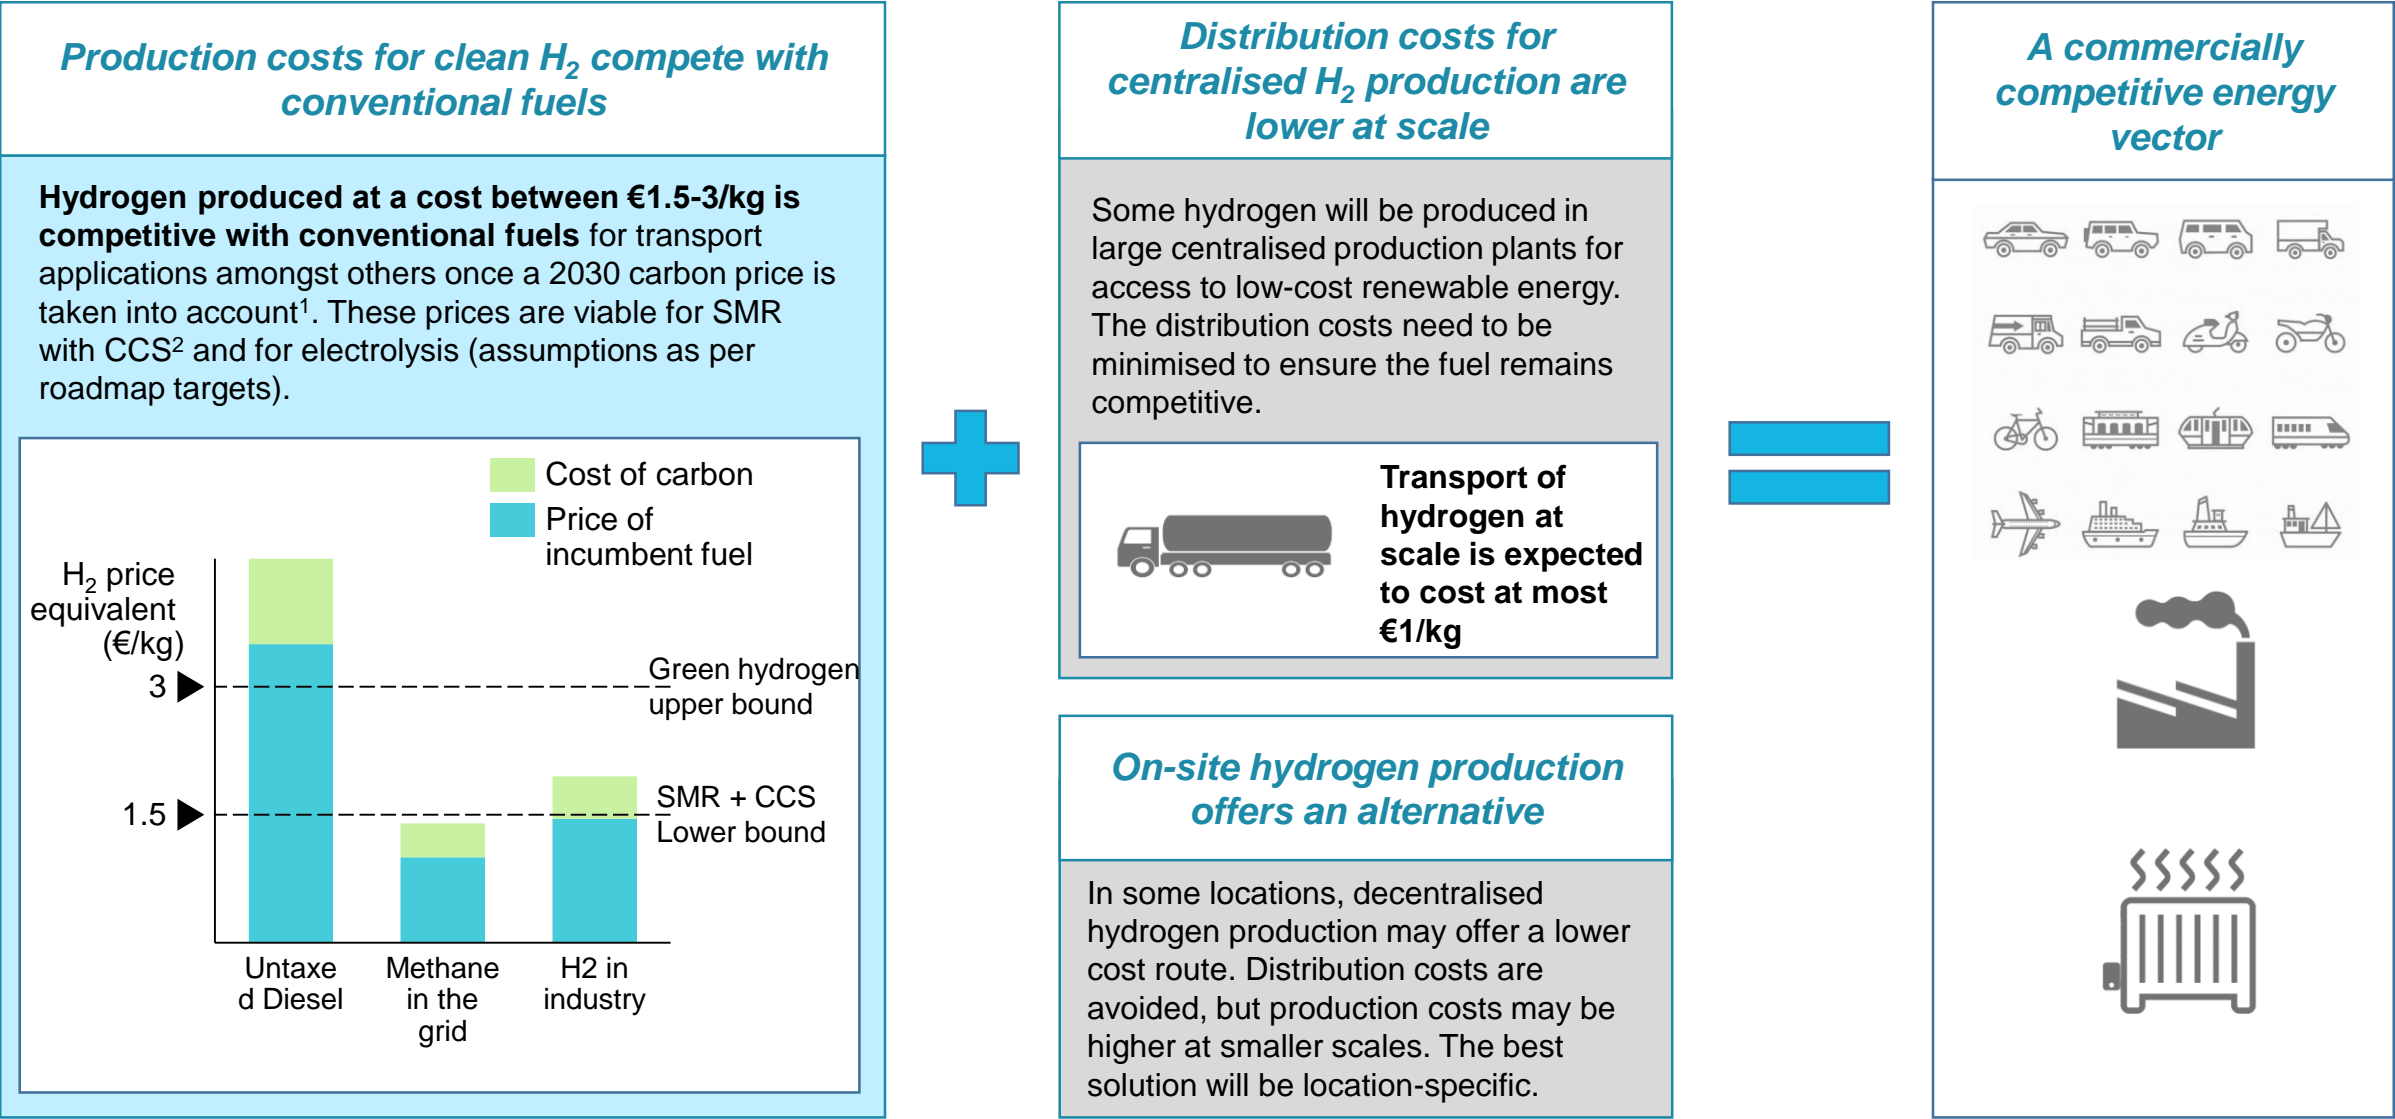 Production costs for clean H2 compete with
conventional fuels
Hydrogen produced at a cost between €1.5-3/kg is
competitive with conventional fuels for transport
applications amongst others once a 2030 carbon price is
taken into account1. These prices are viable for SMR
with CCS2 and for electrolysis (assumptions as per
roadmap targets).
Cost of carbon
Price of
incumbent fuel
H2 price
equivalent
(€/kg)
3
Green hydrogen
upper bound
1.5
SMR + CCS
Lower bound
Untaxe
d Diesel
Methane
in the
grid
H2 in
industry
Distribution costs for
centralised H2 production are
lower at scale
Some hydrogen will be produced in
large centralised production plants for
access to low-cost renewable energy.
The distribution costs need to be
minimised to ensure the fuel remains
competitive.
Transport of
hydrogen at
scale is expected
to cost at most
€1/kg
On-site hydrogen production
offers an alternative
In some locations, decentralised
hydrogen production may offer a lower
cost route. Distribution costs are
avoided, but production costs may be
higher at smaller scales. The best
solution will be location-specific.
A commercially
competitive energy
vector